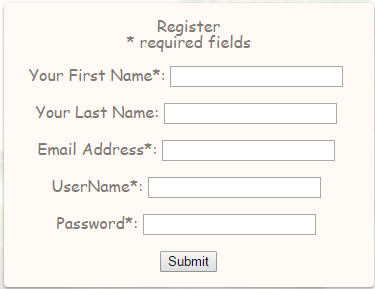 Register
* required fields
Your First Name*:
Your Last Name:
Email Address*:
UserName*:
Password*:
Submit